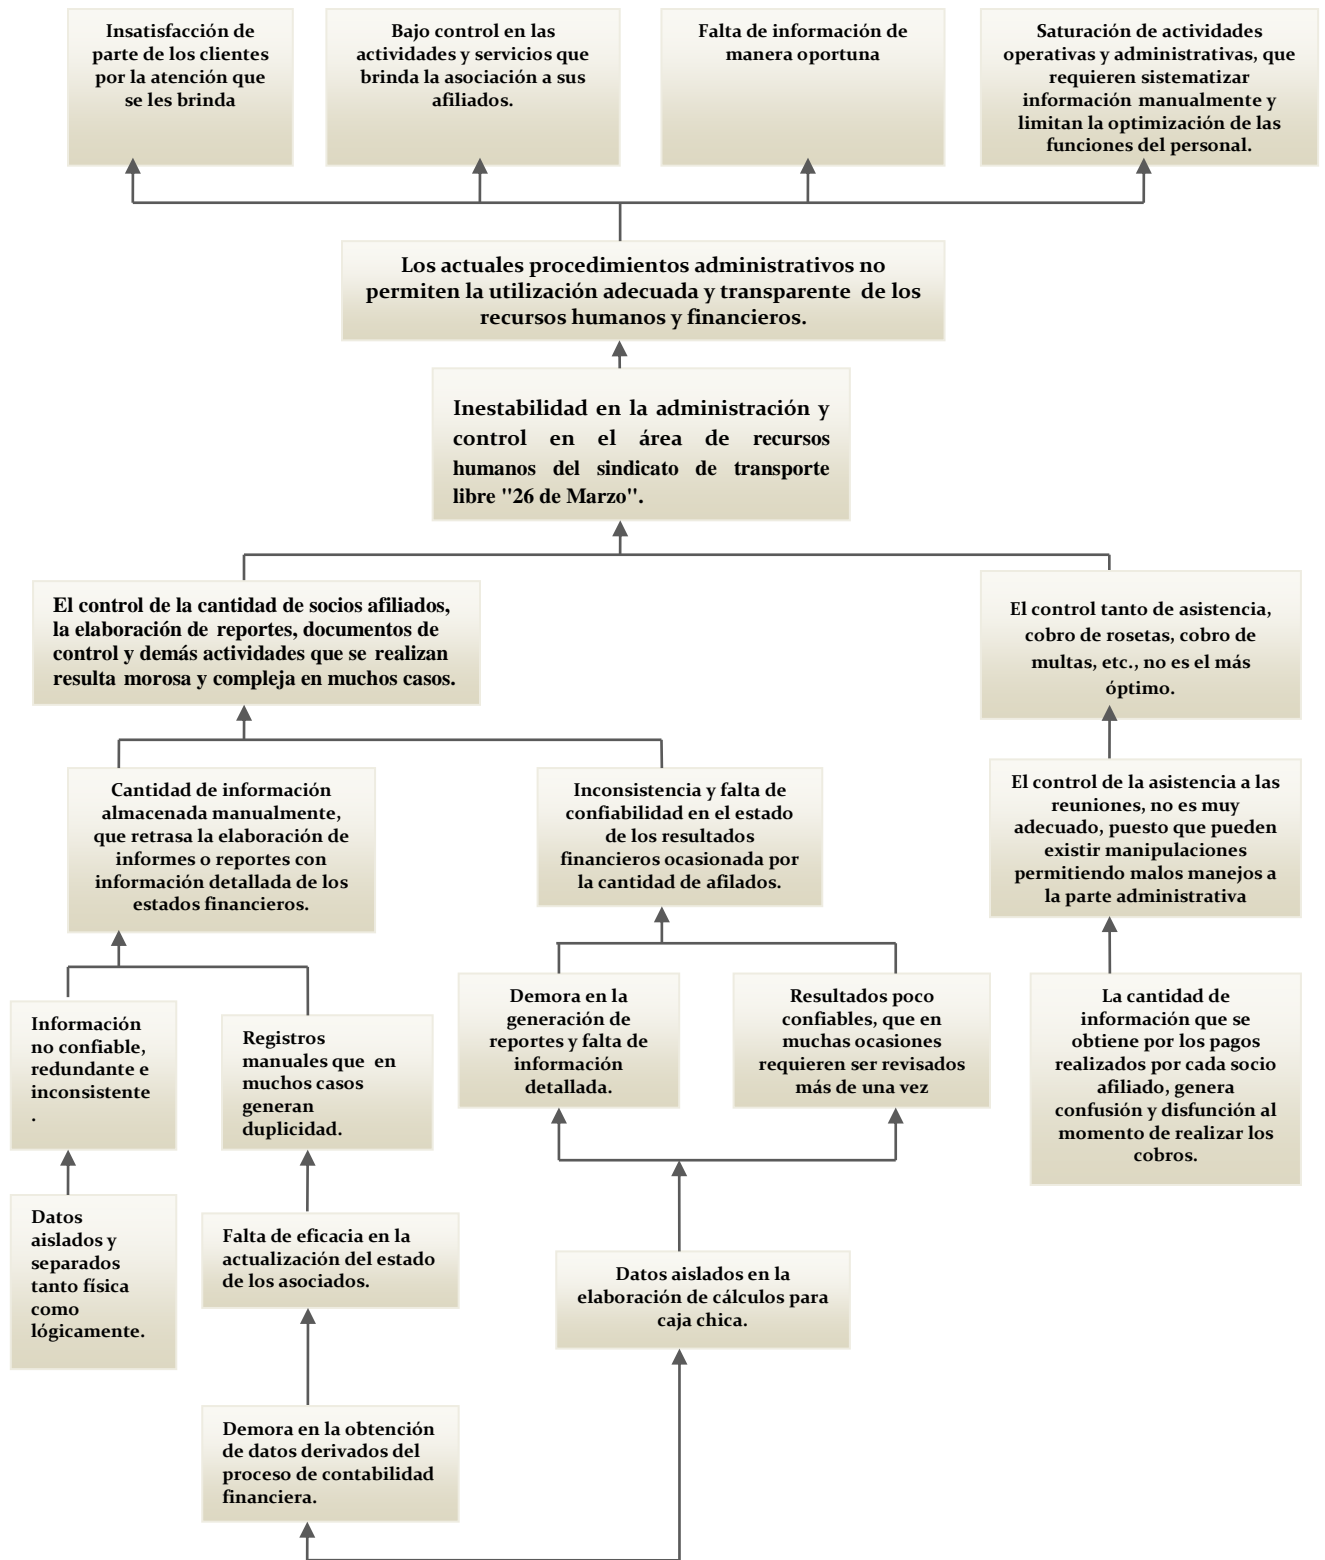 Insatisfacción de
parte de los clientes
por la atención que
se les brinda
Bajo control en las
actividades y servicios que
brinda la asociación a sus
afiliados.
Falta de información de
manera oportuna
Saturación de actividades
operativas y administrativas, que
requieren sistematizar
información manualmente y
limitan la optimización de las
funciones del personal.
Los actuales procedimientos administrativos no
permiten la utilización adecuada y transparente de los
recursos humanos y financieros.
Inestabilidad en la administración y
control en el área de recursos
humanos del sindicato de transporte
libre "26 de Marzo".
El control de la cantidad de socios afiliados,
la elaboración de reportes, documentos de
control y demás actividades que se realizan
resulta morosa y compleja en muchos casos.
El control tanto de asistencia,
cobro de rosetas, cobro de
multas, etc., no es el más
óptimo.
Cantidad de información
almacenada manualmente,
que retrasa la elaboración de
informes o reportes con
información detallada de los
estados financieros.
Inconsistencia y falta de
confiabilidad en el estado
de los resultados
financieros ocasionada por
la cantidad de afilados.
El control de la asistencia a las
reuniones, no es muy
adecuado, puesto que pueden
existir manipulaciones
permitiendo malos manejos a
la parte administrativa
Información
no confiable,
redundante e
inconsistente
.
Registros
manuales que en
muchos casos
generan
duplicidad.
Demora en la
generación de
reportes y falta de
información
detallada.
Resultados poco
confiables, que en
muchas ocasiones
requieren ser revisados
más de una vez
La cantidad de
información que se
obtiene por los pagos
realizados por cada socio
afiliado, genera
confusión y disfunción al
momento de realizar los
cobros.
Datos
aislados y
separados
tanto física
como
lógicamente.
Falta de eficacia en la
actualización del estado
de los asociados.
Datos aislados en la
elaboración de cálculos para
caja chica.
Demora en la obtención
de datos derivados del
proceso de contabilidad
financiera.